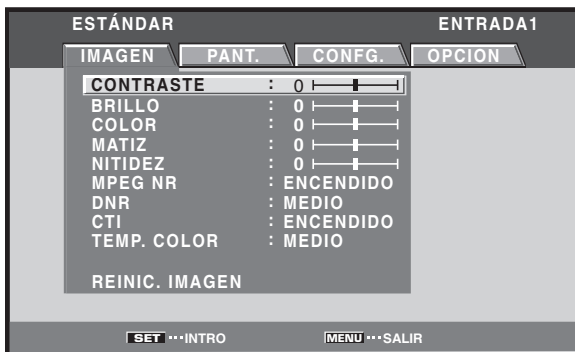 ESTÁNDAR ENTRADA1
IMAGEN PANT. CONFG. OPCION
CONTRASTE : 0
BRILLO : 0
COLOR : 0
MATIZ : 0
NITIDEZ : 0
MPEG NR : ENCENDIDO
DNR : MEDIO
CTI : ENCENDIDO
TEMP. COLOR : MEDIO
REINIC. IMAGEN
SET ···INTRO MENU ···SALIR